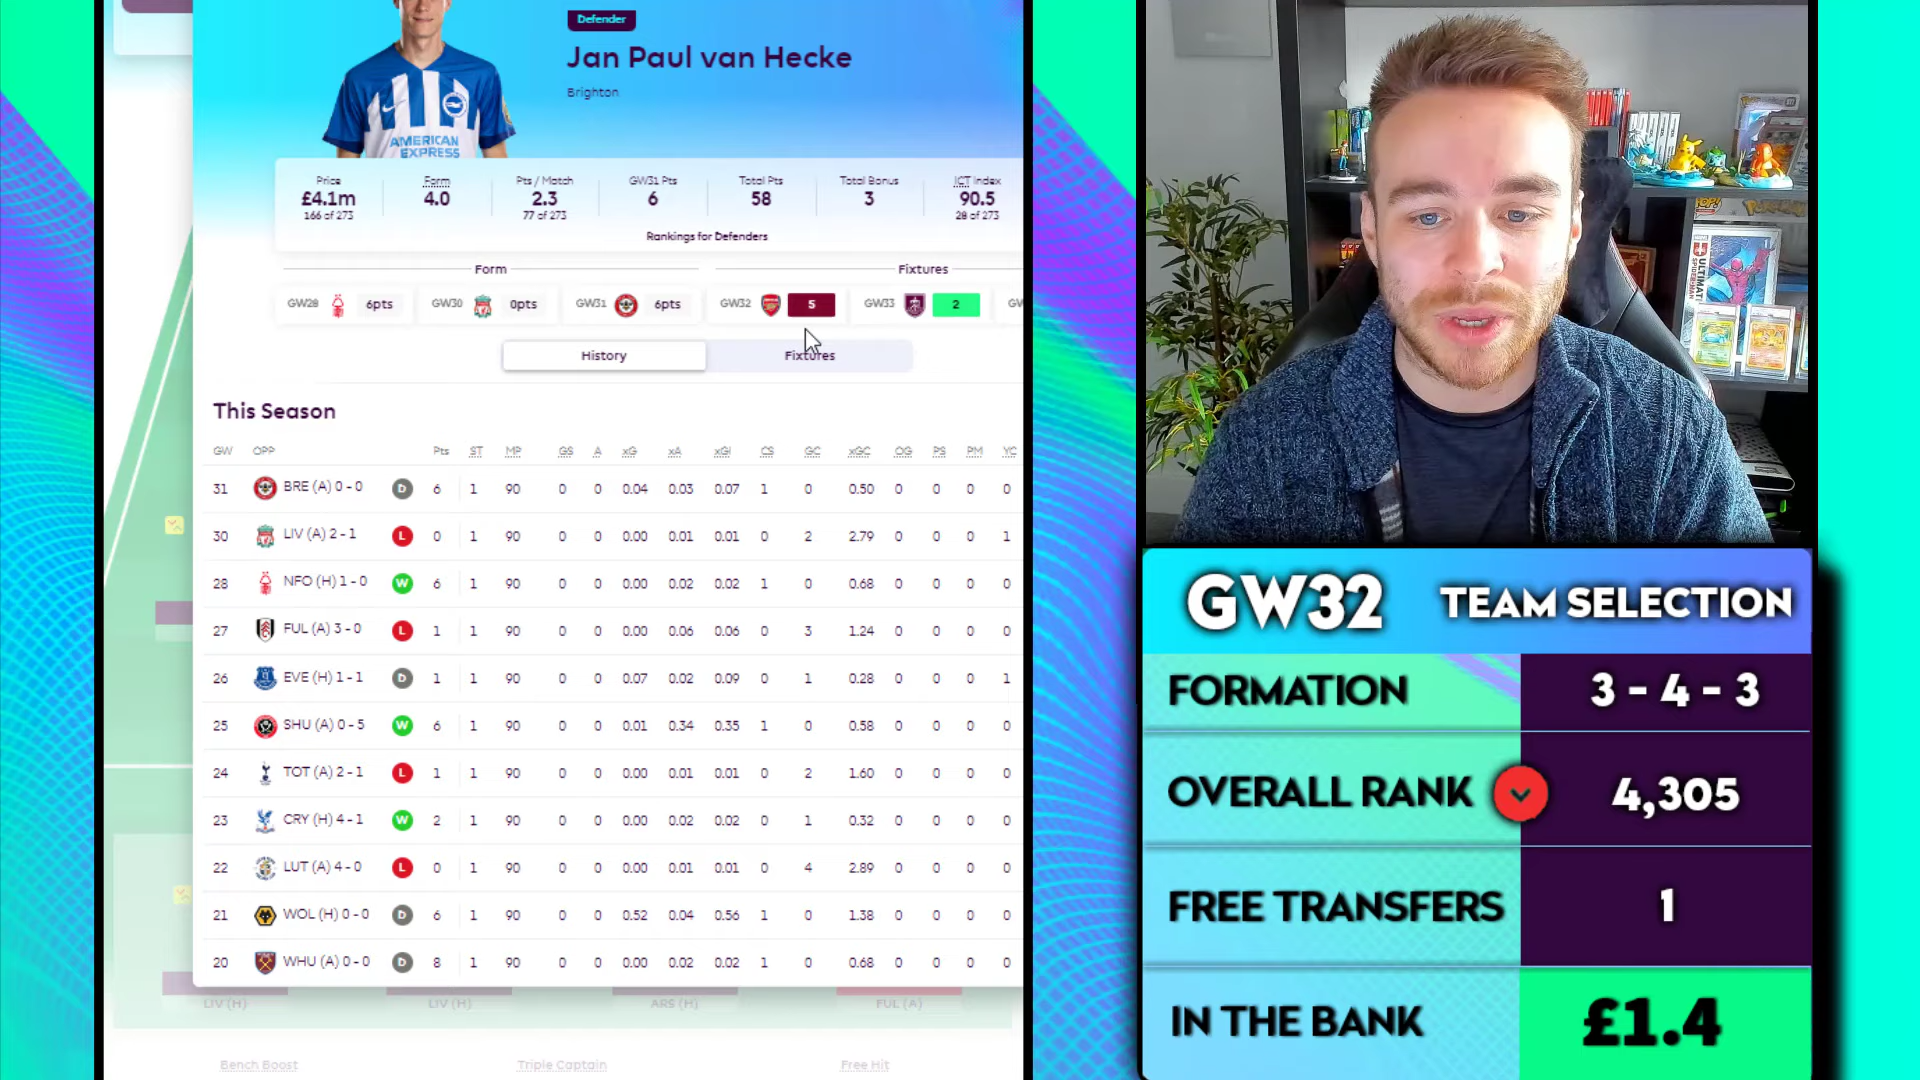 Defender
Jan Paul van Hecke
Brighton
AMERICAN
EXPRESS
Price Form Pts / Match GW31 Pts Total Pts Total Bonus ICT Index
£4.1m 4.0 2.3 6 58 3 90.5
166 of 273 77 of 273 28 of 273
Rankings for Defenders
Form Fixtures
GW28 6pts GW30 0pts GW31 6pts GW32 5 GW33 2 GW
History Fixtures
This Season
GW OPP Pts ST MP GS A xG xA xGI CS GC xGC OG PS PM YC
31 BRE (A) 0 - 0 D 6 1 90 0 0 0.04 0.03 0.07 1 0 0.50 0 0 0 0
30 LIV (A) 2 - 1 L 0 1 90 0 0 0.00 0.01 0.01 0 2 2.79 0 0 0 1
28 NFO (H) 1 - 0 W 6 1 90 0 0 0.00 0.02 0.02 1 0 0.68 0 0 0 0
27 FUL (A) 3 - 0 L 1 1 90 0 0 0.00 0.06 0.06 0 3 1.24 0 0 0 0
26 EVE (H) 1 - 1 D 1 1 90 0 0 0.07 0.02 0.09 0 1 0.28 0 0 0 1
25 SHU (A) 0 - 5 W 6 1 90 0 0 0.01 0.34 0.35 1 0 0.58 0 0 0 0
24 TOT (A) 2 - 1 L 1 1 90 0 0 0.00 0.01 0.01 0 2 1.60 0 0 0 0
23 CRY (H) 4 - 1 W 2 1 90 0 0 0.00 0.02 0.02 0 1 0.32 0 0 0 0
22 LUT (A) 4 - 0 L 0 1 90 0 0 0.00 0.01 0.01 0 4 2.89 0 0 0 0
21 WOL (H) 0 - 0 D 6 1 90 0 0 0.52 0.04 0.56 1 0 1.38 0 0 0 0
20 WHU (A) 0 - 0 D 8 1 90 0 0 0.00 0.02 0.02 1 0 0.68 0 0 0 0
LIV (H) LIV (H) ARS (H) FUL (A)
Bench Boost Triple Captain Free Hit
POP!
MARVEL
ULTIMATE
SPIDER-MAN
GW32 TEAM SELECTION
FORMATION 3 - 4 - 3
OVERALL RANK 4,305
FREE TRANSFERS 1
IN THE BANK £1.4